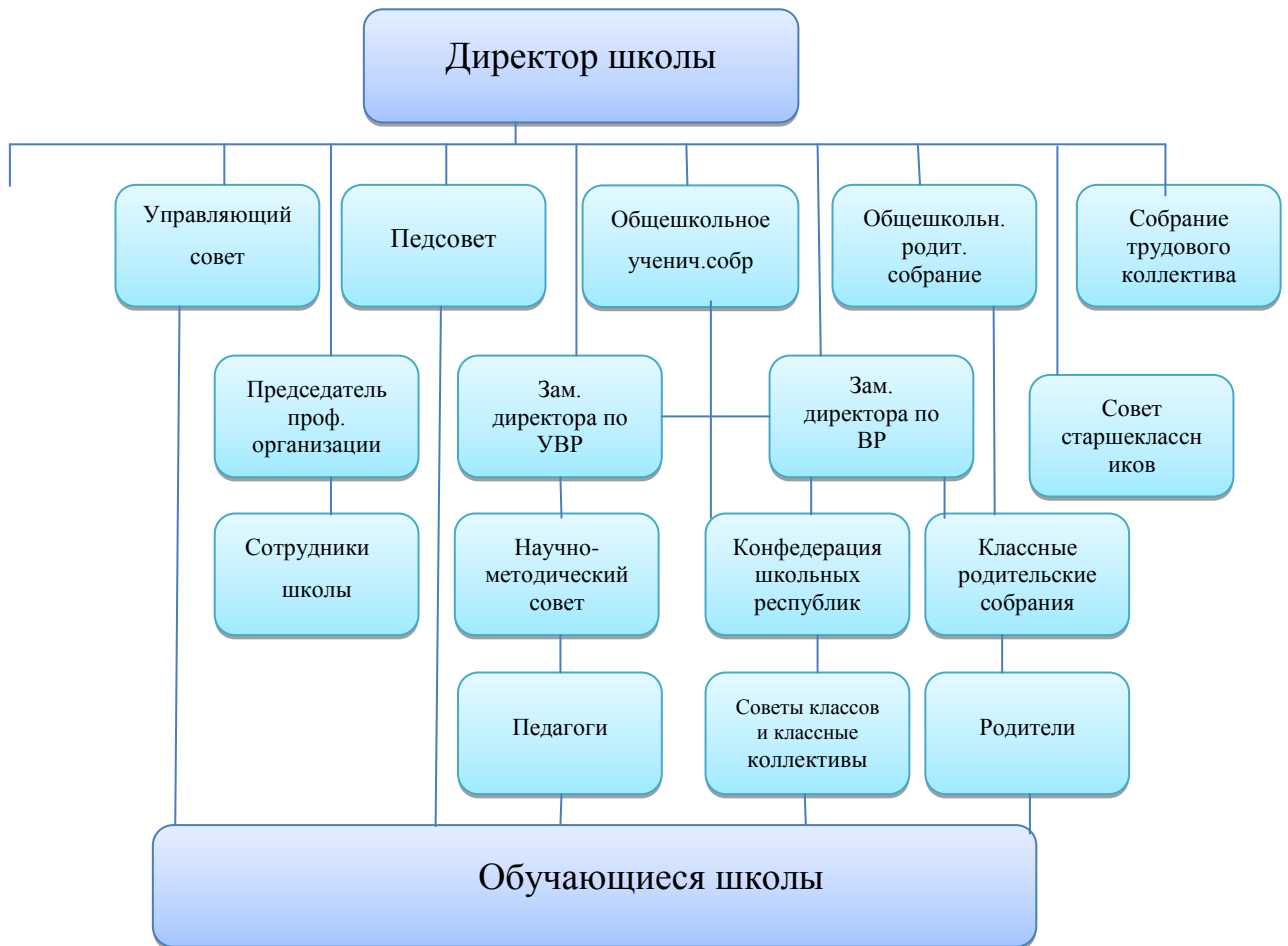 Директор школы
Управляющий
совет
Педсовет
Общешкольное
ученич.собр
Общешкольн.
родит.
собрание
Собрание
трудового
коллектива
Председатель
проф.
организации
Зам.
директора по
УВР
Зам.
директора по
ВР
Совет
старшеклассн
иков
Сотрудники
школы
Научно-
методический
совет
Конфедерация
школьных
республик
Классные
родительские
собрания
Педагоги
Советы классов
и классные
коллективы
Родители
Обучающиеся школы